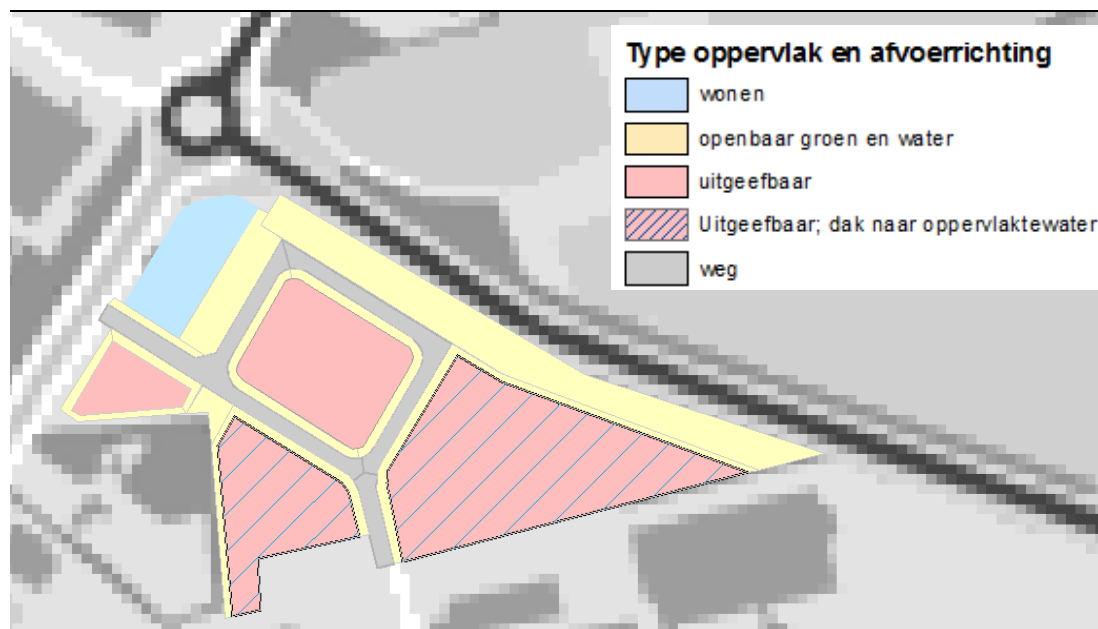 Type oppervlak en afvoerrichting
wonen
openbaar groen en water
uitgeefbaar
Uitgeefbaar; dak naar oppervlaktewater
weg